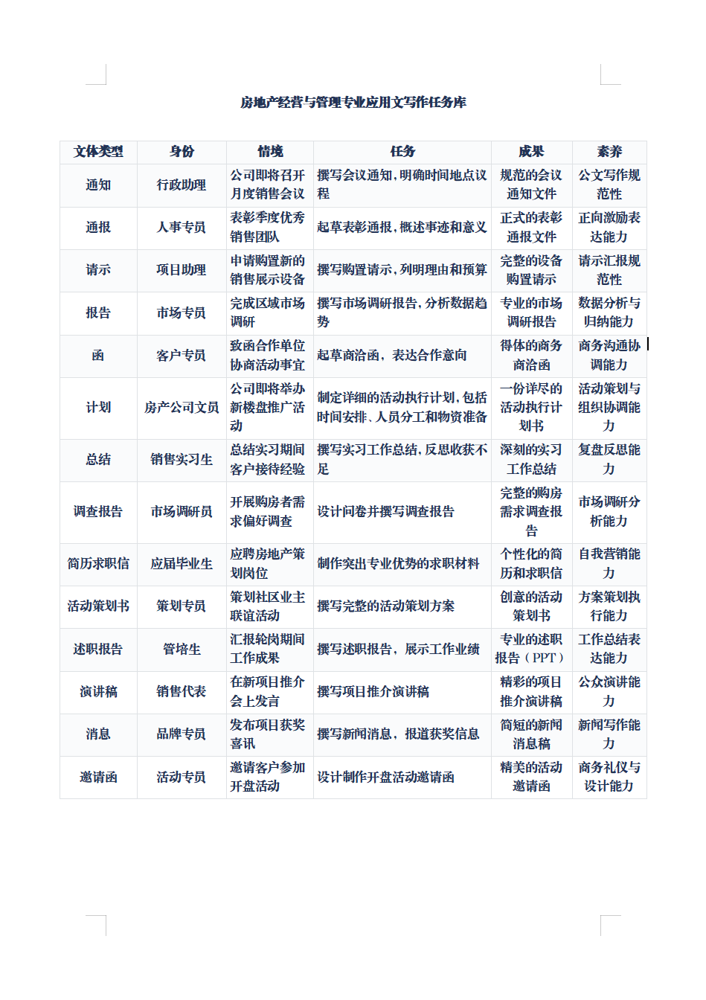 房地产经营与管理专业应用文写作任务库
文体类型 身份 情境 任务 成果 素养
通知 行政助理 公司即将召开 撰写会议通知,明确时间地点议 规范的会议 公文写作规
月度销售会议 程 通知文件 范性
通报 人事专员 表彰季度优秀 起草表彰通报,概述事迹和意义 正式的表彰 正向激励表
销售团队 通报文件 达能力
请示 项目助理 申请购置新的 撰写购置请示,列明理由和预算 完整的设备 请示汇报规
销售展示设备 购置请示 范性
报告 市场专员 完成区域市场 撰写市场调研报告,分析数据趋 专业的市场 数据分析与
调研 势 调研报告 归纳能力
函 客户专员 致函合作单位 起草商洽函，表达合作意向 得体的商务 商务沟通协
协商活动事宜 商洽函 调能力
计划 房产公司文员 公司即将举办 制定详细的活动执行计划,包括 一份详尽的 活动策划与
新楼盘推广活 时间安排、人员分工和物资准备 活动执行计 组织协调能
动 划书 力
总结 销售实习生 总结实习期间 撰写实习工作总结,反思收获不 深刻的实习 复盘反思能
客户接待经验 足 工作总结 力
调查报告 市场调研员 开展购房者需 设计问卷并撰写调查报告 完整的购房 市场调研分
求偏好调查 需求调查报 析能力
告
简历求职信 应届毕业生 应聘房地产策 制作突出专业优势的求职材料 个性化的简 自我营销能
划岗位 历和求职信 力
活动策划书 策划专员 策划社区业主 撰写完整的活动策划方案 创意的活动 方案策划执
联谊活动 策划书 行能力
述职报告 管培生 汇报轮岗期间 撰写述职报告，展示工作业绩 专业的述职 工作总结表
工作成果 报告（PPT） 达能力
演讲稿 销售代表 在新项目推介 撰写项目推介演讲稿 精彩的项目 公众演讲能
会上发言 推介演讲稿 力
消息 品牌专员 发布项目获奖 撰写新闻消息，报道获奖信息 简短的新闻 新闻写作能
喜讯 消息稿 力
邀请函 活动专员 邀请客户参加 设计制作开盘活动邀请函 精美的活动 商务礼仪与
开盘活动 邀请函 设计能力